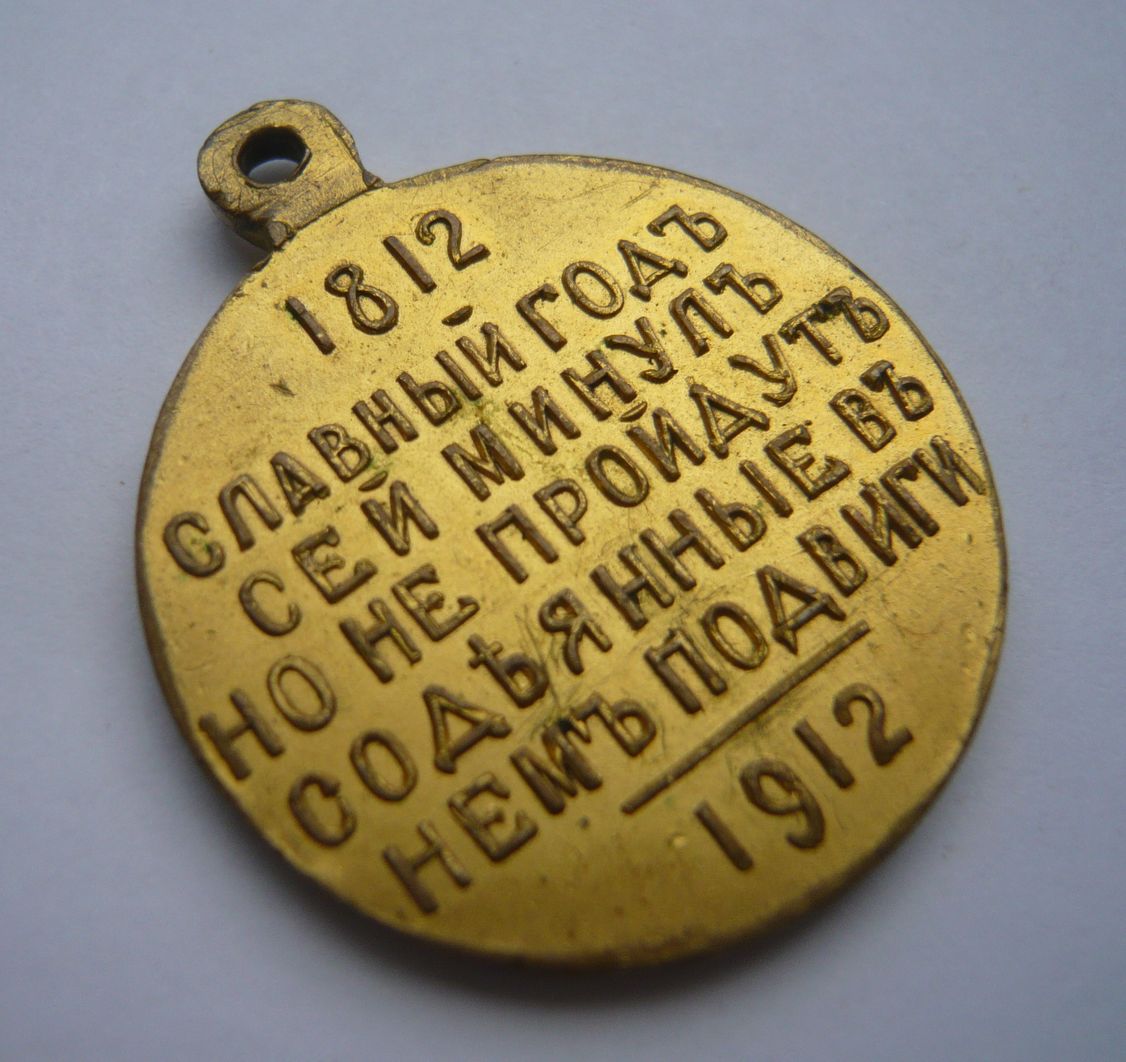 1812
СЛАВНЫЙ ГОДЪ
СЕЙ МИНУЛЪ
НО НЕ ПРОЙДУТЪ
СОДѢЯННЫЕ ВЪ
НЕМЪ ПОДВИГИ
1912